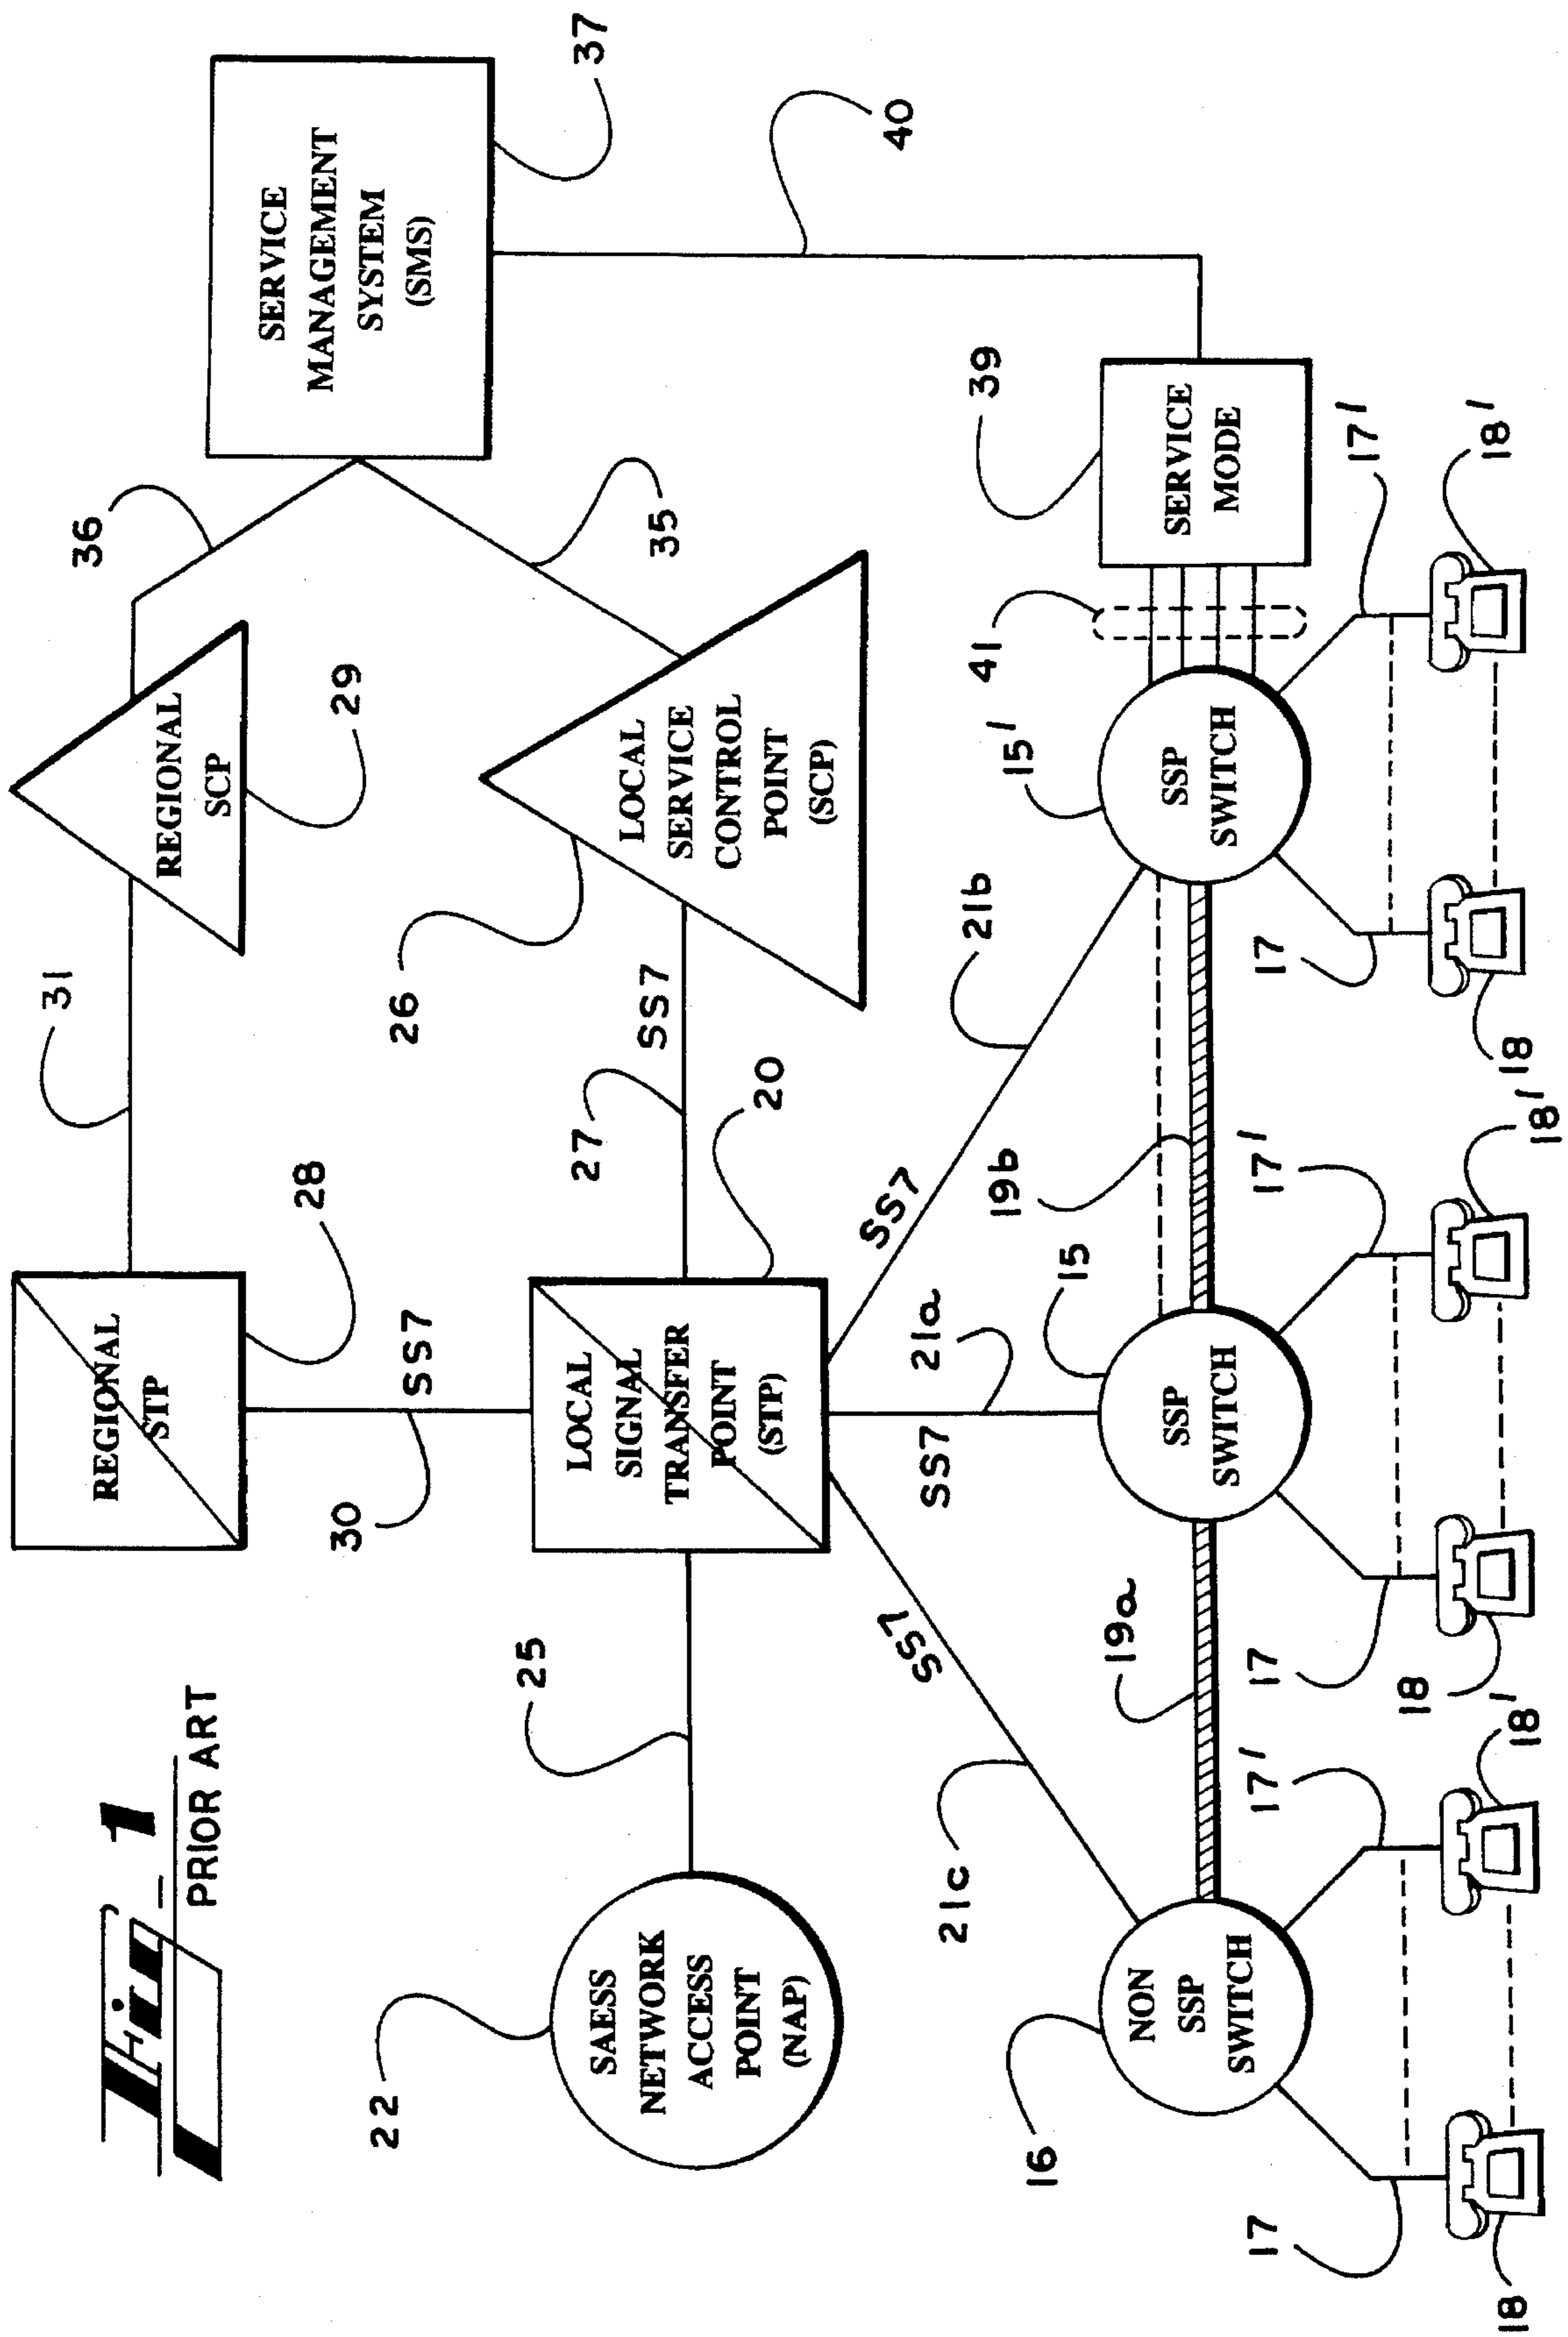 Fig_1
PRIOR ART
REGIONAL
STP
28
31
REGIONAL
SCP
29
36
SERVICE
MANAGEMENT
SYSTEM
(SMS)
37
30
SS7
22
SAESS
NETWORK
ACCESS
POINT
(NAP)
25
LOCAL
SIGNAL
TRANSFER
POINT
(STP)
20
27
SS7
26
LOCAL
SERVICE
CONTROL
POINT
(SCP)
35
40
21c
SS7
SS7
21a
SS7
21b
16
NON
SSP
SWITCH
19a
15
SSP
SWITCH
19b
15'
SSP
SWITCH
41
39
SERVICE
MODE
17
17'
17
17'
17
17'
18
18'
18
18'
18
18'